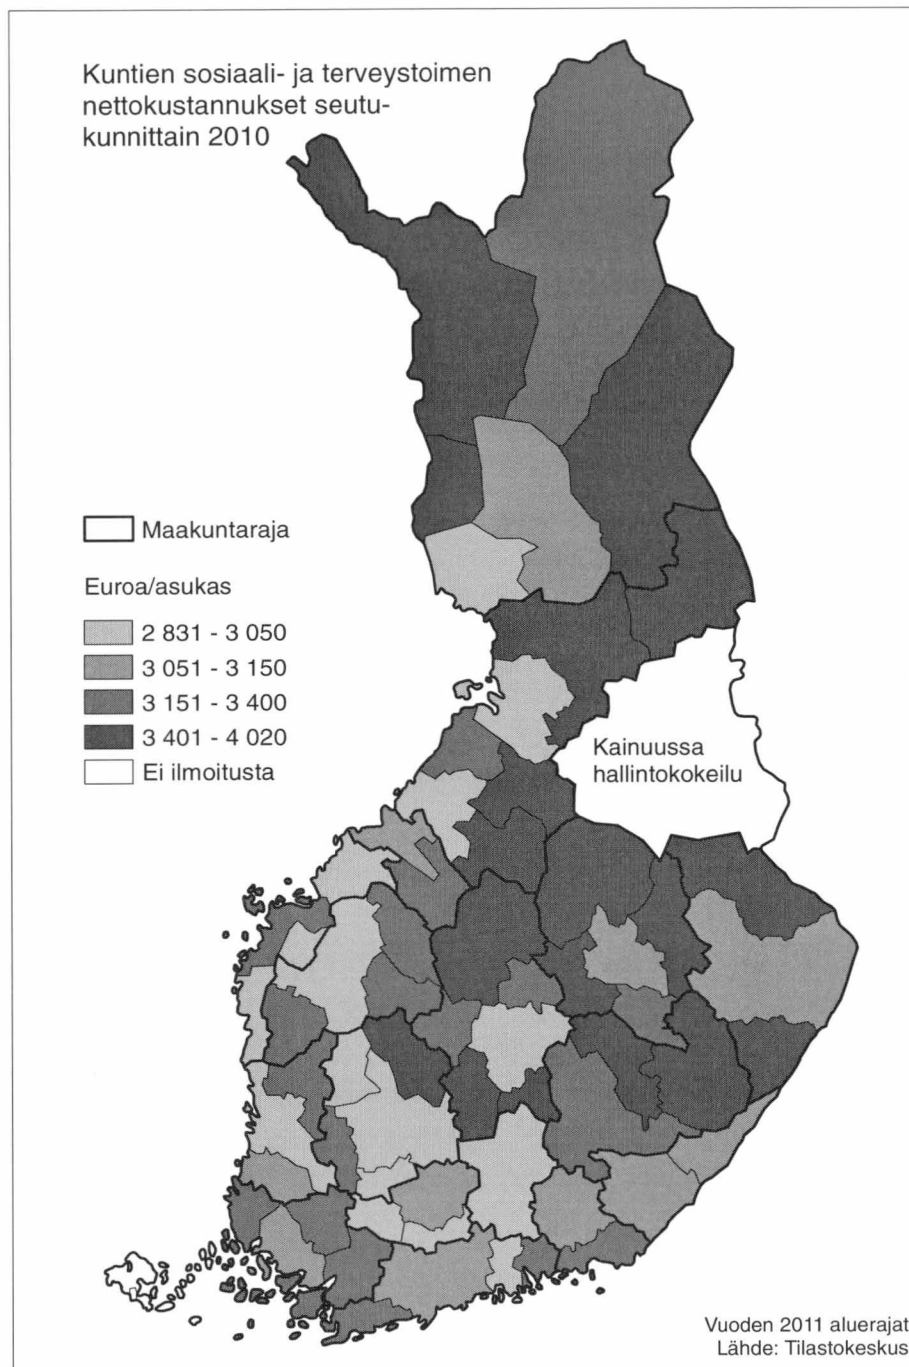 Kuntien sosiaali- ja terveystoimen
nettokustannukset seutu-
kunnittain 2010
Maakuntaraja
Euroa/asukas
2 831 - 3 050
3 051 - 3 150
3 151 - 3 400
3 401 - 4 020
Ei ilmoitusta
Kainuussa
hallintokokeilu
Vuoden 2011 aluerajat
Lähde: Tilastokeskus